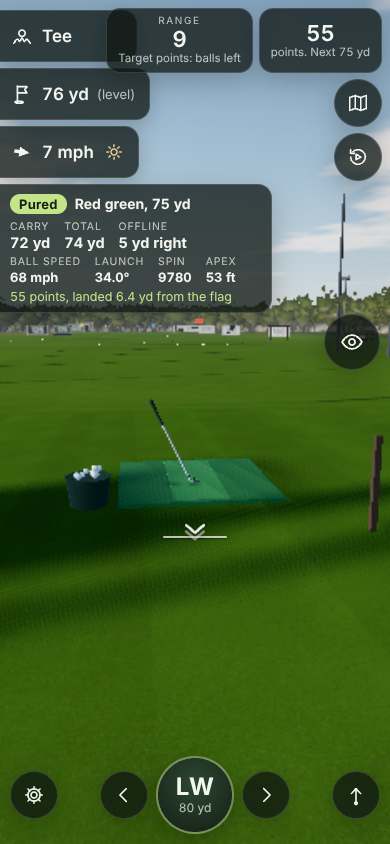 Tee
RANGE
9
Target points: balls left
55
points. Next 75 yd
76 yd (level)
7 mph
Pured Red green, 75 yd
CARRY TOTAL OFFLINE
72 yd 74 yd 5 yd right
BALL SPEED LAUNCH SPIN APEX
68 mph 34.0° 9780 53 ft
55 points, landed 6.4 yd from the flag
LW
80 yd